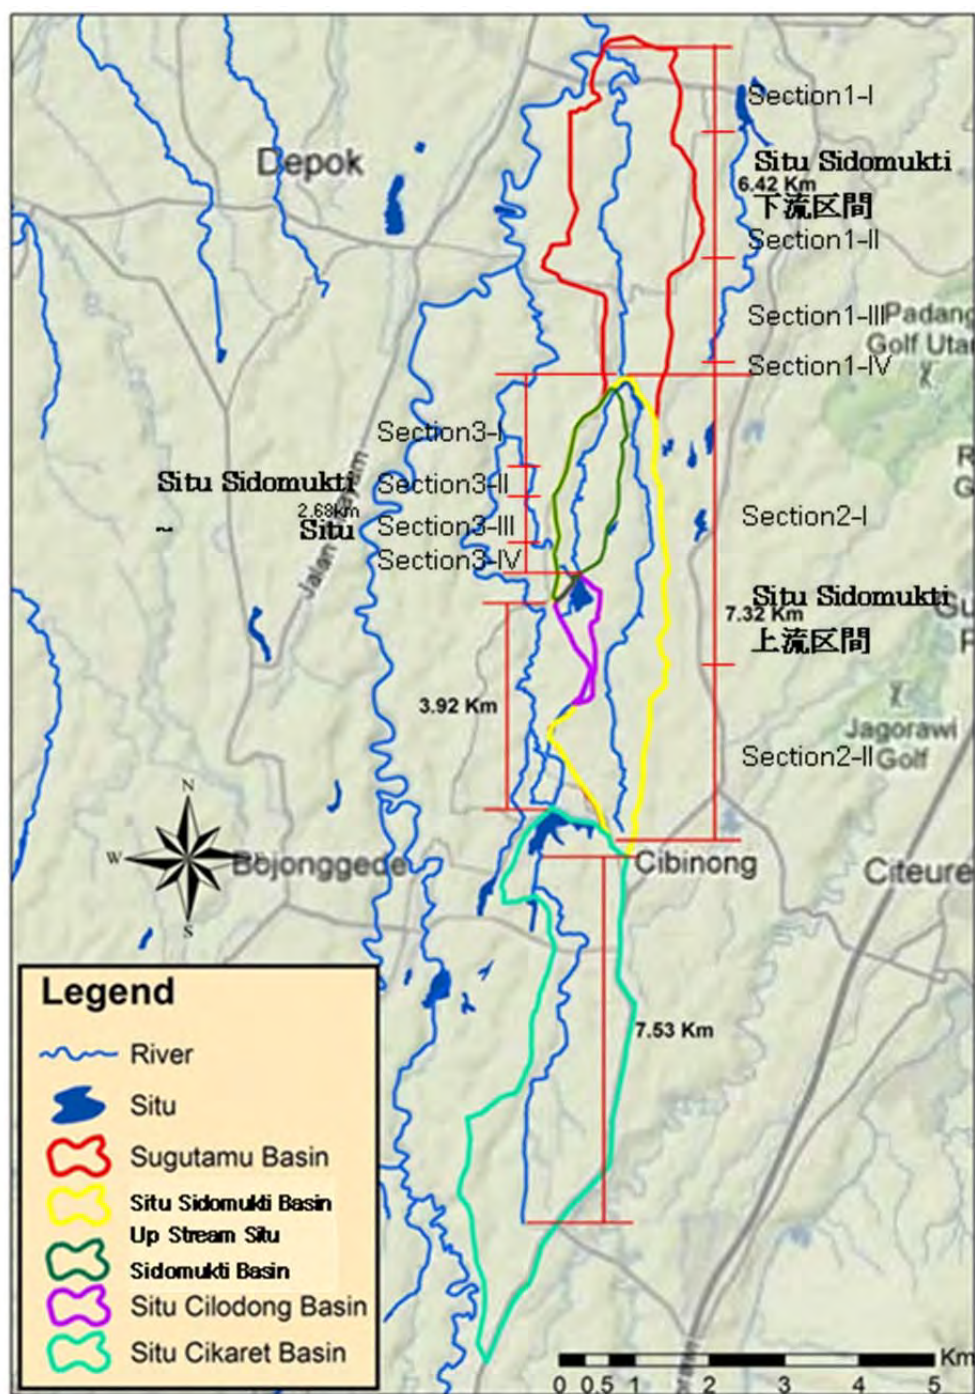 Section1-I
Depok
Situ Sidomukti
6.42 Km
下流区間
Section1-II
Section1-III
Padang
Golf Utar
Section1-IV
Section3-I
Situ Sidomukti
Section3-II
2.68km
~ Situ
Section3-III
Section3-IV
Section2-I
Situ Sidomukti
7.32 Km
上流区間
3.92 Km
Jagorawi
Golf
Section2-II
N
W
S
Bojonggede
Cibinong
Citeure
7.53 Km
Legend
River
Situ
Sugutamu Basin
Situ Sidomukti Basin
Up Stream Situ
Sidomukti Basin
Situ Cilodong Basin
Situ Cikaret Basin
Km
0 0.5 1 2 3 4 5